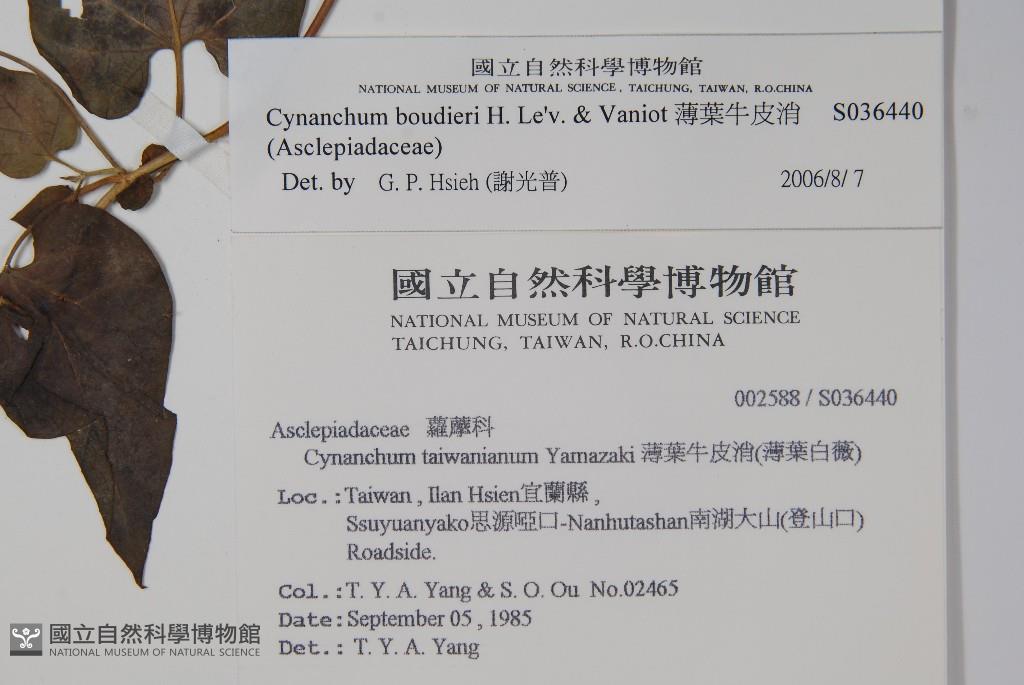 國立自然科學博物館
NATIONAL MUSEUM OF NATURAL SCIENCE, TAICHUNG, TAIWAN, R.O.CHINA
Cynanchum boudieri H. Le'v. & Vaniot 薄葉牛皮消 S036440
(Asclepiadaceae)
Det. by G. P. Hsieh (謝光普) 2006/8/ 7
國立自然科學博物館
NATIONAL MUSEUM OF NATURAL SCIENCE
TAICHUNG, TAIWAN, R.O.CHINA
002588 / S036440
Asclepiadaceae 蘿藦科
Cynanchum taiwanianum Yamazaki 薄葉牛皮消(薄葉白薇)
Loc.:Taiwan , Ilan Hsien宜蘭縣 ,
Ssuyuanyako思源啞口-Nanhutashan南湖大山(登山口)
Roadside.
Col.:T. Y. A. Yang & S. O. Ou No.02465
Date:September 05 , 1985
Det.: T. Y. A. Yang
國立自然科學博物館
NATIONAL MUSEUM OF NATURAL SCIENCE